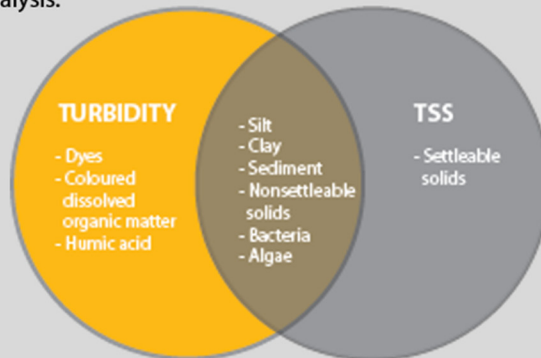 alysis.
TURBIDITY
- Dyes
- Coloured
dissolved
organic matter
- Humic acid
- Silt
- Clay
- Sediment
- Nonsettleable
solids
- Bacteria
- Algae
TSS
- Settleable
solids